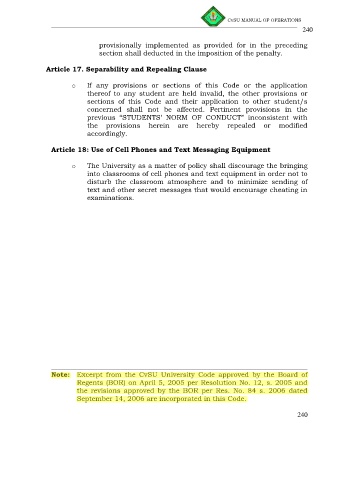 CvSU MANUAL OF OPERATIONS
240
provisionally implemented as provided for in the preceding
section shall deducted in the imposition of the penalty.
Article 17. Separability and Repealing Clause
o If any provisions or sections of this Code or the application
thereof to any student are held invalid, the other provisions or
sections of this Code and their application to other student/s
concerned shall not be affected. Pertinent provisions in the
previous “STUDENTS’ NORM OF CONDUCT” inconsistent with
the provisions herein are hereby repealed or modified
accordingly.
Article 18: Use of Cell Phones and Text Messaging Equipment
o The University as a matter of policy shall discourage the bringing
into classrooms of cell phones and text equipment in order not to
disturb the classroom atmosphere and to minimize sending of
text and other secret messages that would encourage cheating in
examinations.
Note: Excerpt from the CvSU University Code approved by the Board of
Regents (BOR) on April 5, 2005 per Resolution No. 12, s. 2005 and
the revisions approved by the BOR per Res. No. 84 s. 2006 dated
September 14, 2006 are incorporated in this Code.
240